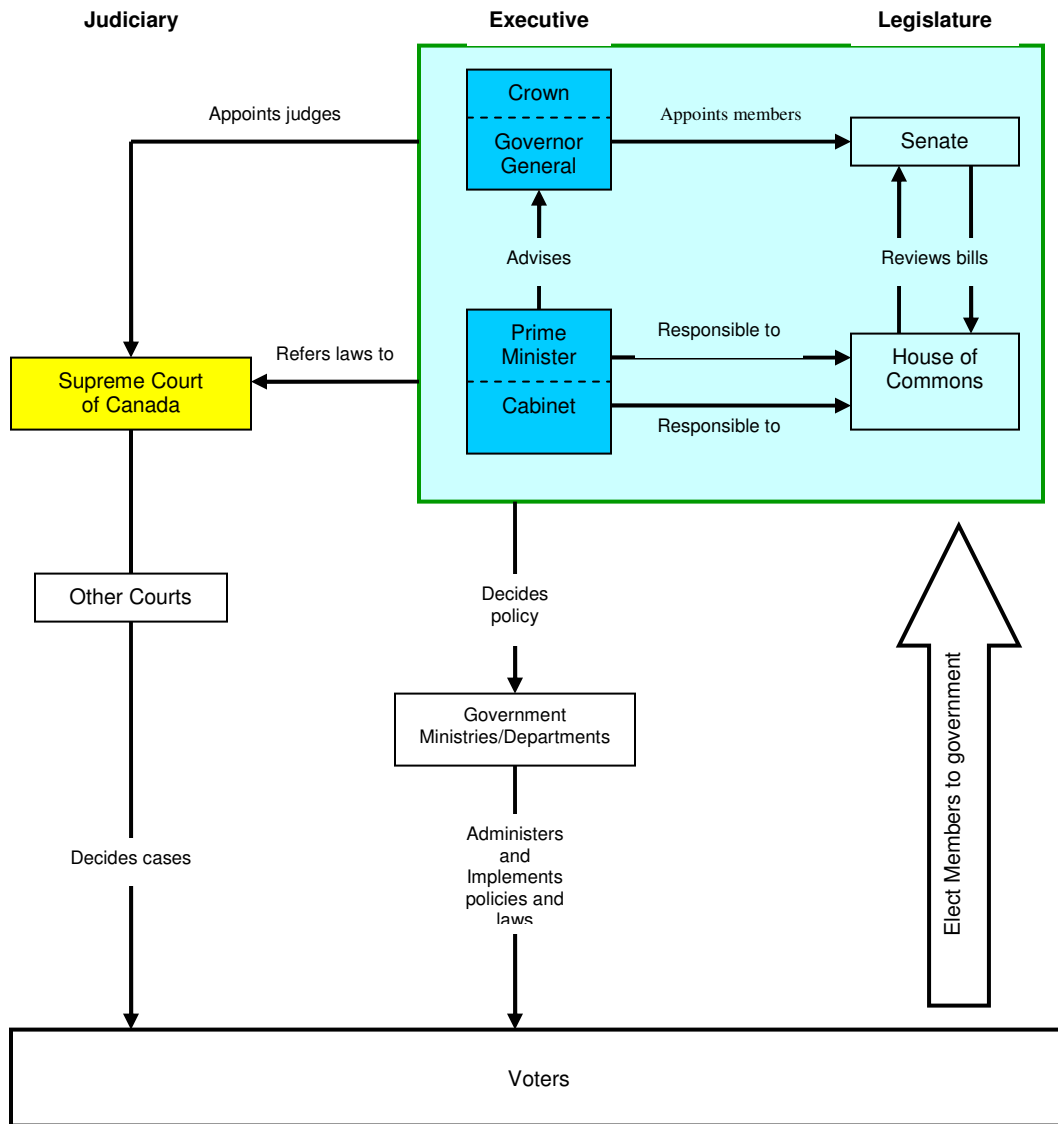 Judiciary
Executive
Legislature
Crown
Governor
General
Appoints judges
Appoints members
Senate
Advises
Reviews bills
Prime
Minister
Cabinet
Responsible to
Responsible to
House of
Commons
Refers laws to
Supreme Court
of Canada
Other Courts
Decides
policy
Government
Ministries/Departments
Administers
and
Implements
policies and
laws
Decides cases
Elect Members to government
Voters